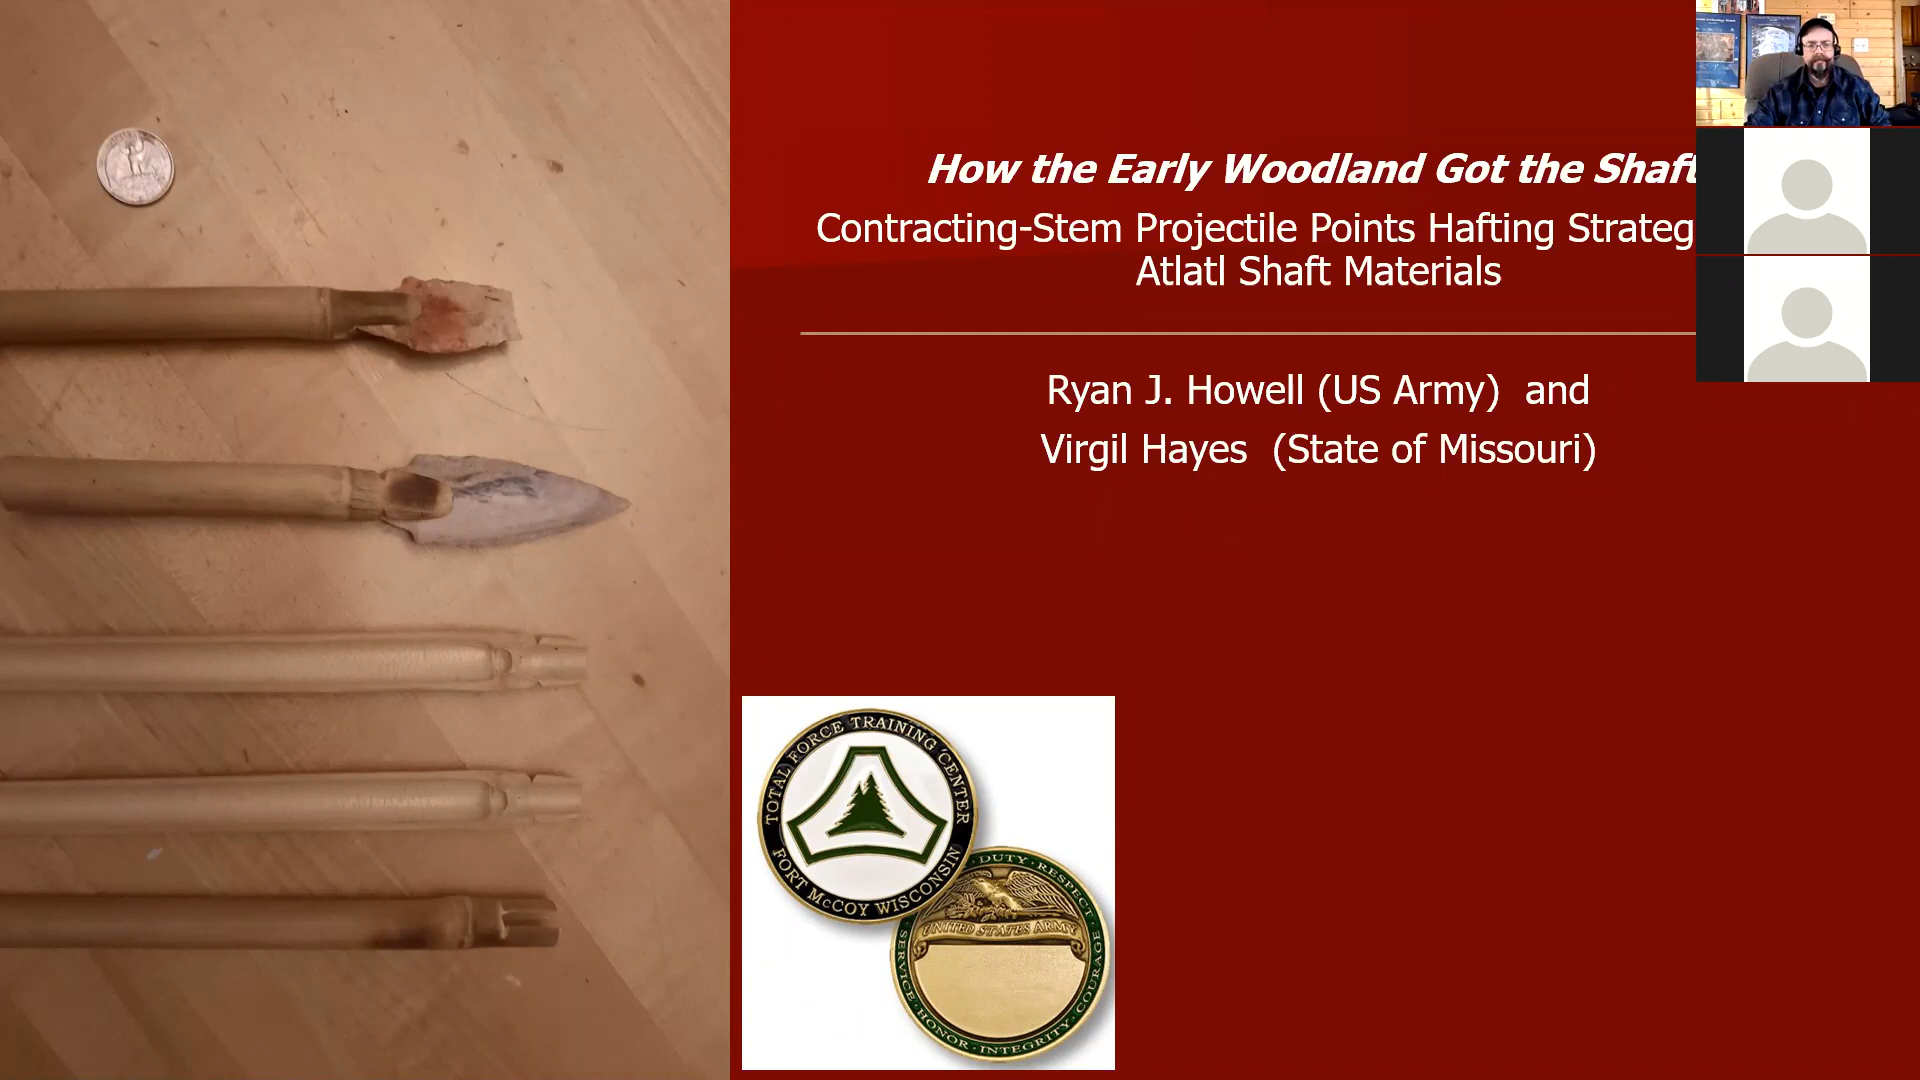 How the Early Woodland Got the Shaft
Contracting-Stem Projectile Points Hafting Strateg
Atlatl Shaft Materials
Ryan J. Howell (US Army) and
Virgil Hayes (State of Missouri)
TOTAL FORCE TRAINING CENTER
FORT McCOY WISCONSIN
· DUTY · RESPECT ·
UNITED STATES ARMY
SERVICE · HONOR · INTEGRITY · COURAGE